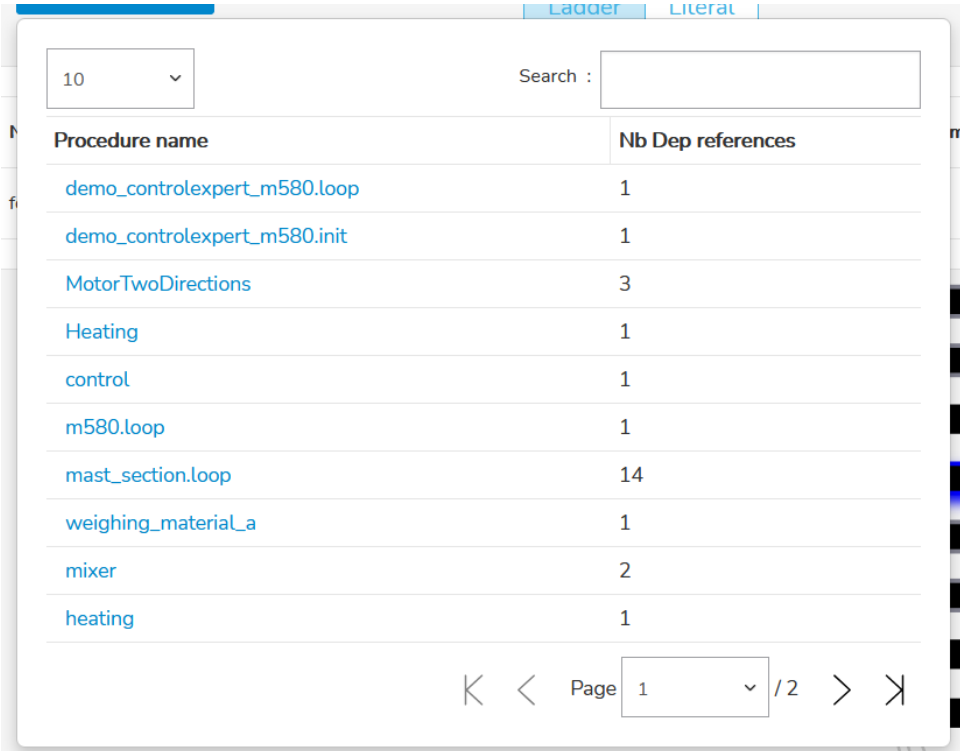 Ladder Literal
10 Search :
Procedure name Nb Dep references
demo_controlexpert_m580.loop 1
demo_controlexpert_m580.init 1
MotorTwoDirections 3
Heating 1
control 1
m580.loop 1
mast_section.loop 14
weighing_material_a 1
mixer 2
heating 1
Page 1 / 2